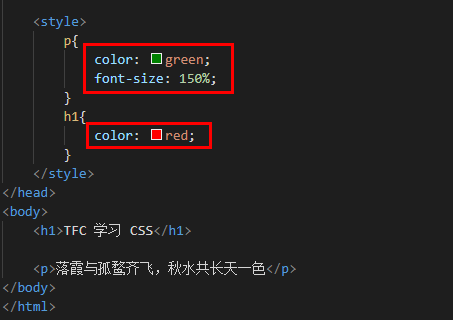 <style>
p{
color: green;
font-size: 150%;
}
h1{
color: red;
}
</style>
</head>
<body>
<h1>TFC 学习 CSS</h1>
<p>落霞与孤鹜齐飞，秋水共长天一色</p>
</body>
</html>